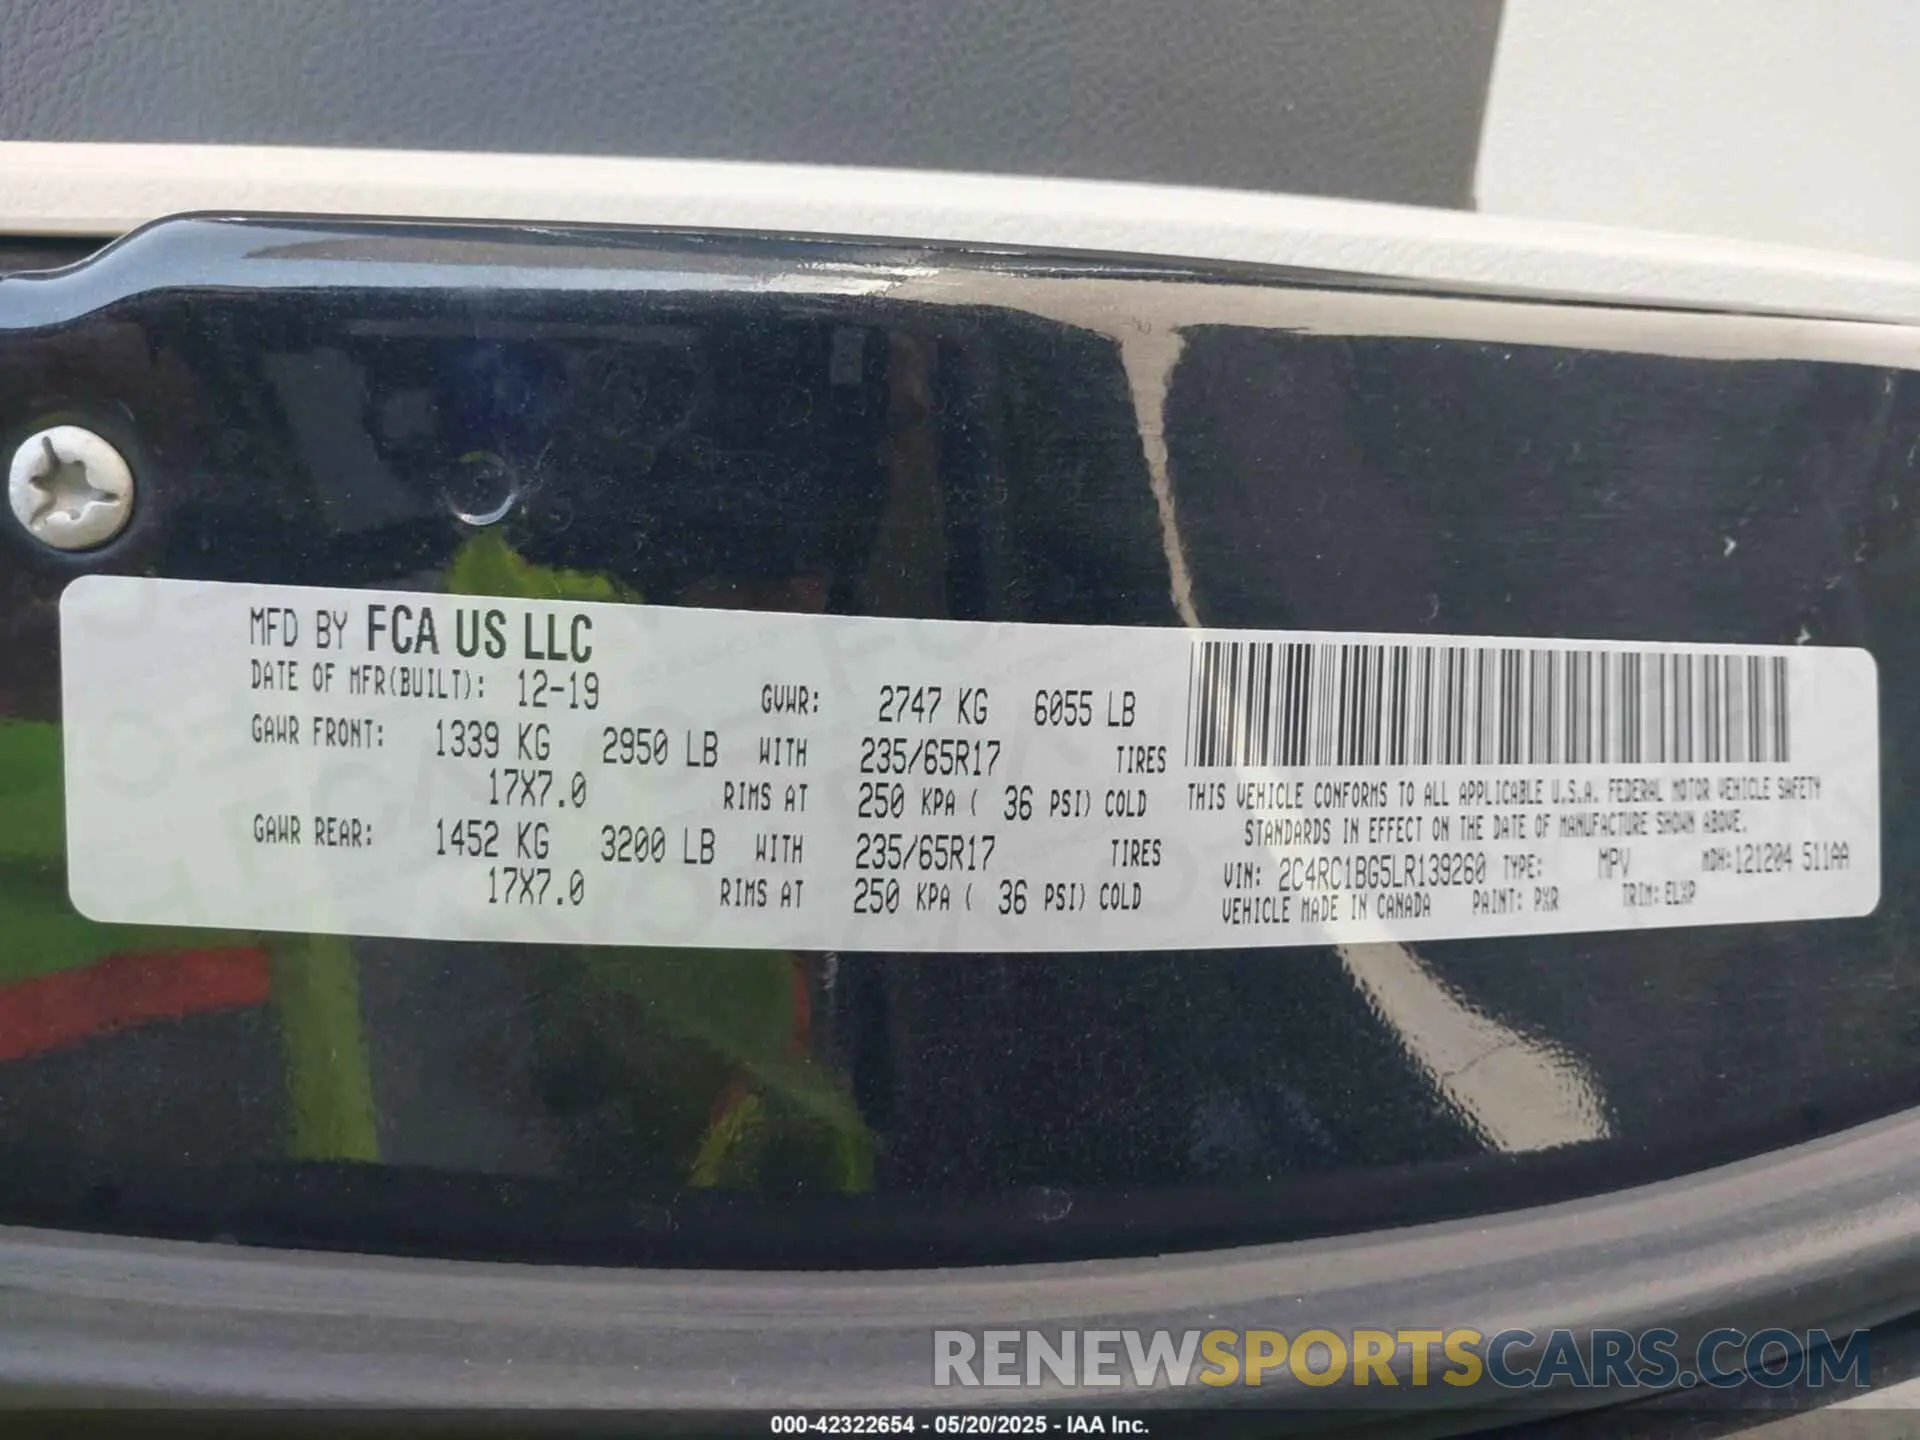 MFD BY FCA US LLC
DATE OF MFR(BUILT): 12-19 GVWR: 2747 KG 6055 LB
GAWR FRONT: 1339 KG 2950 LB WITH 235/65R17 TIRES
17X7.0 RIMS AT 250 KPA ( 36 PSI) COLD
GAWR REAR: 1452 KG 3200 LB WITH 235/65R17 TIRES
17X7.0 RIMS AT 250 KPA ( 36 PSI) COLD
THIS VEHICLE CONFORMS TO ALL APPLICABLE U.S.A. FEDERAL MOTOR VEHICLE SAFETY
STANDARDS IN EFFECT ON THE DATE OF MANUFACTURE SHOWN ABOVE.
VIN: 2C4RC1BG5LR139260 TYPE: MPV MDH:121204 511AA
VEHICLE MADE IN CANADA PAINT: PXR TRIM: ELXP
RENEWSPORTSCARS.COM
000-42322654 - 05/20/2025 - IAA Inc.